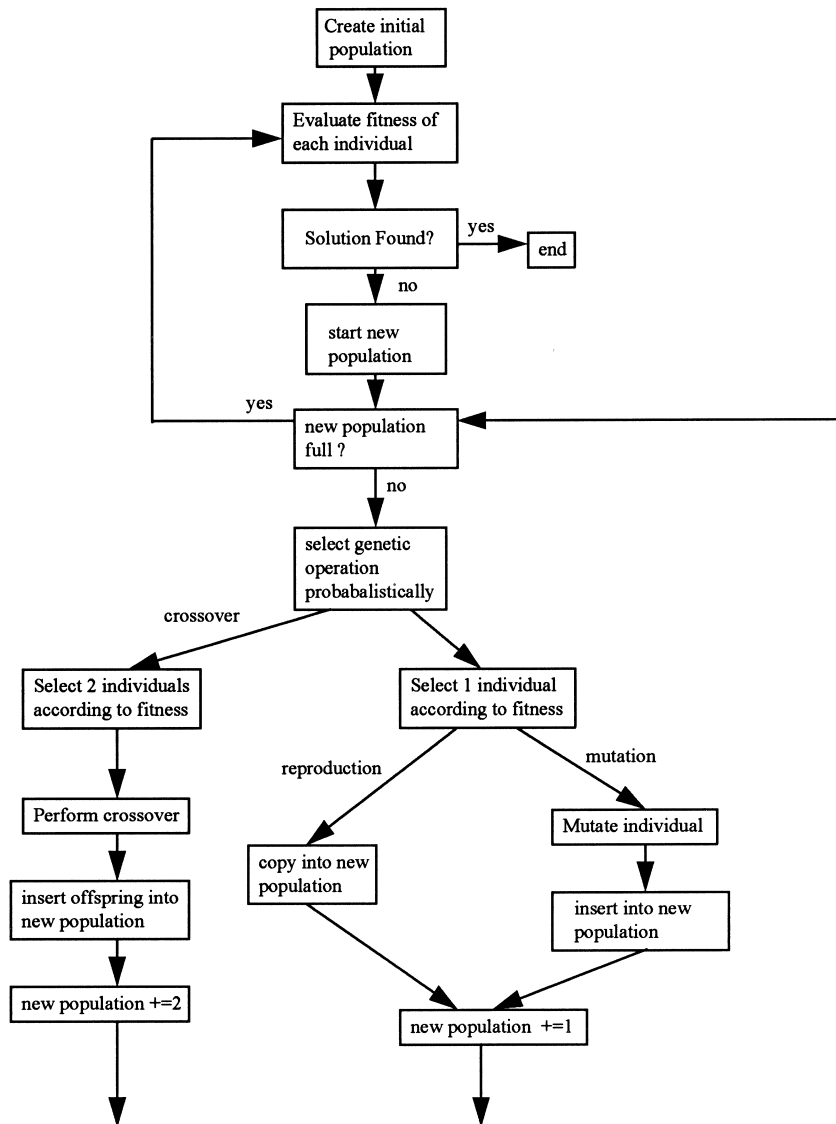 Create initial
population
Evaluate fitness of
each individual
Solution Found?
yes
end
no
start new
population
yes
new population
full ?
no
select genetic
operation
probabalistically
crossover
Select 2 individuals
according to fitness
Select 1 individual
according to fitness
reproduction
mutation
Perform crossover
Mutate individual
copy into new
population
insert offspring into
new population
insert into new
population
new population +=2
new population +=1